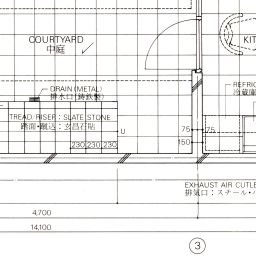 COURTYARD
中庭
KIT
DRAIN (METAL)
排水口(鋳鉄製)
REFRIG
冷蔵庫
TREAD/RISER: SLATE STONE
踏面・蹴込:玄昌石貼
U
75
75
150
230 230 230
EXHAUST AIR OUTLE
排気口:スチール・
4,700
14,100
3